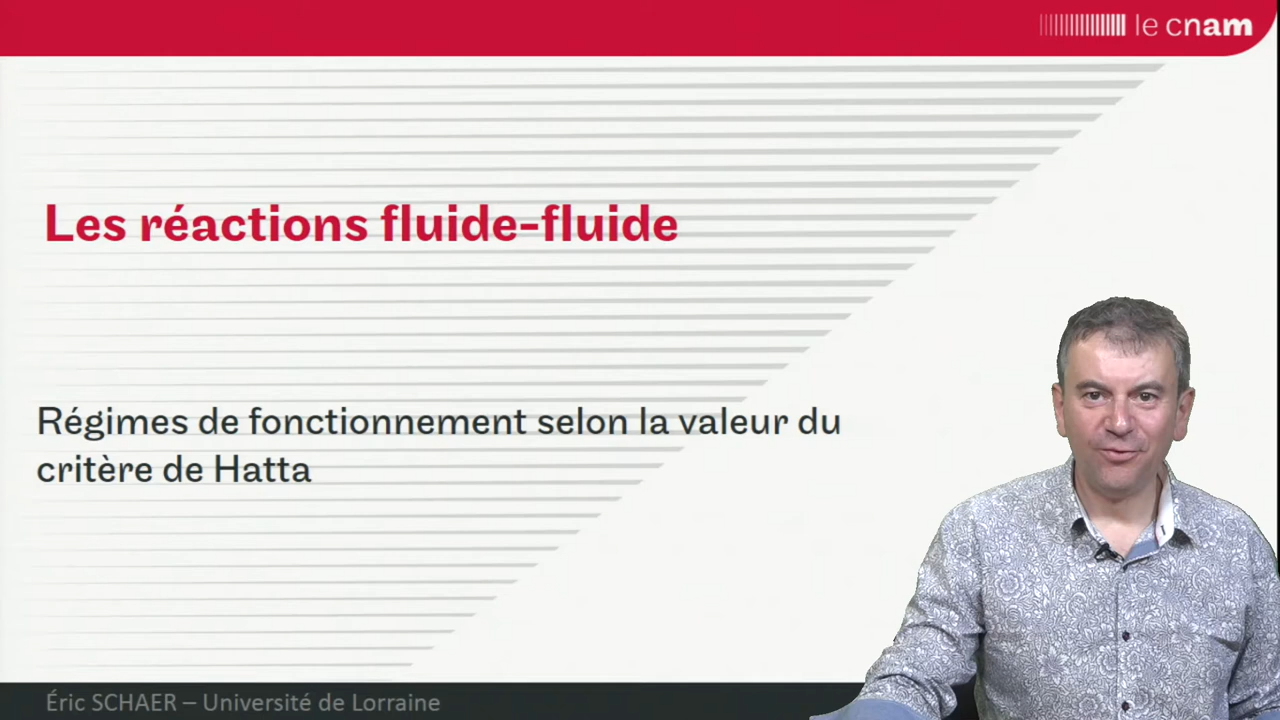 le cnam
Les réactions fluide-fluide
Régimes de fonctionnement selon la valeur du
critère de Hatta
Éric SCHAER – Université de Lorraine